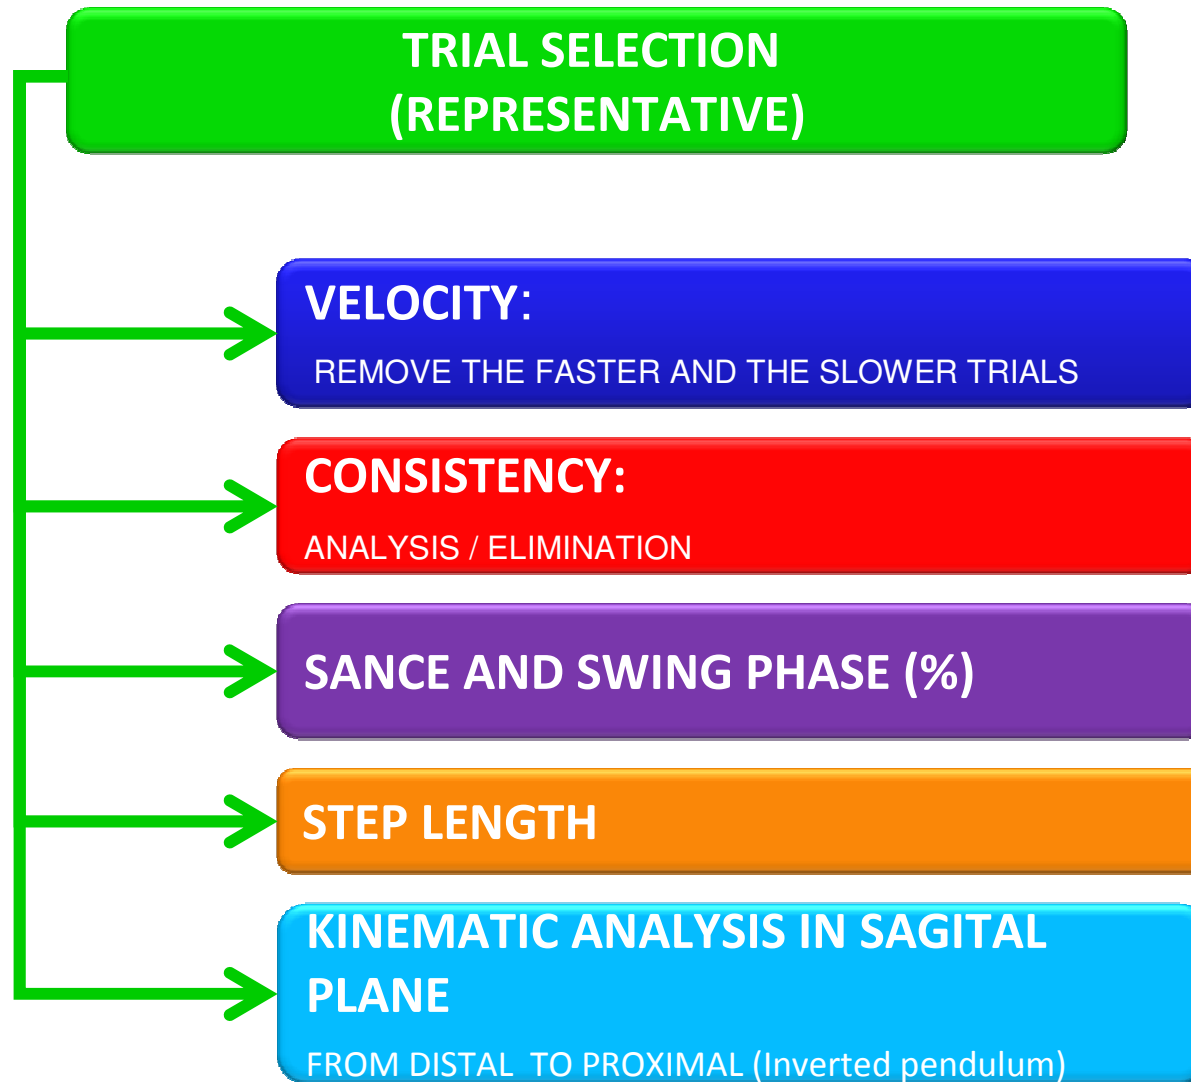 TRIAL SELECTION
(REPRESENTATIVE)
VELOCITY:
REMOVE THE FASTER AND THE SLOWER TRIALS
CONSISTENCY:
ANALYSIS / ELIMINATION
SANCE AND SWING PHASE (%)
STEP LENGTH
KINEMATIC ANALYSIS IN SAGITAL
PLANE
FROM DISTAL TO PROXIMAL (Inverted pendulum)